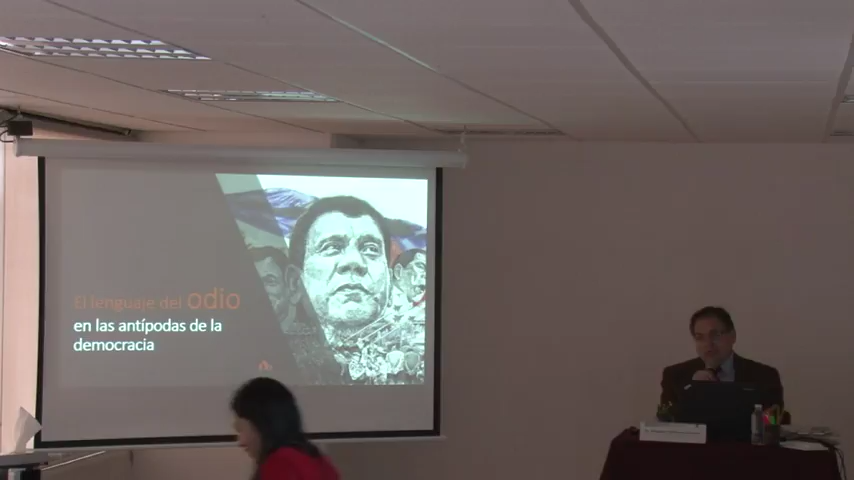 El lenguaje del odio
en las antípodas de la
democracia